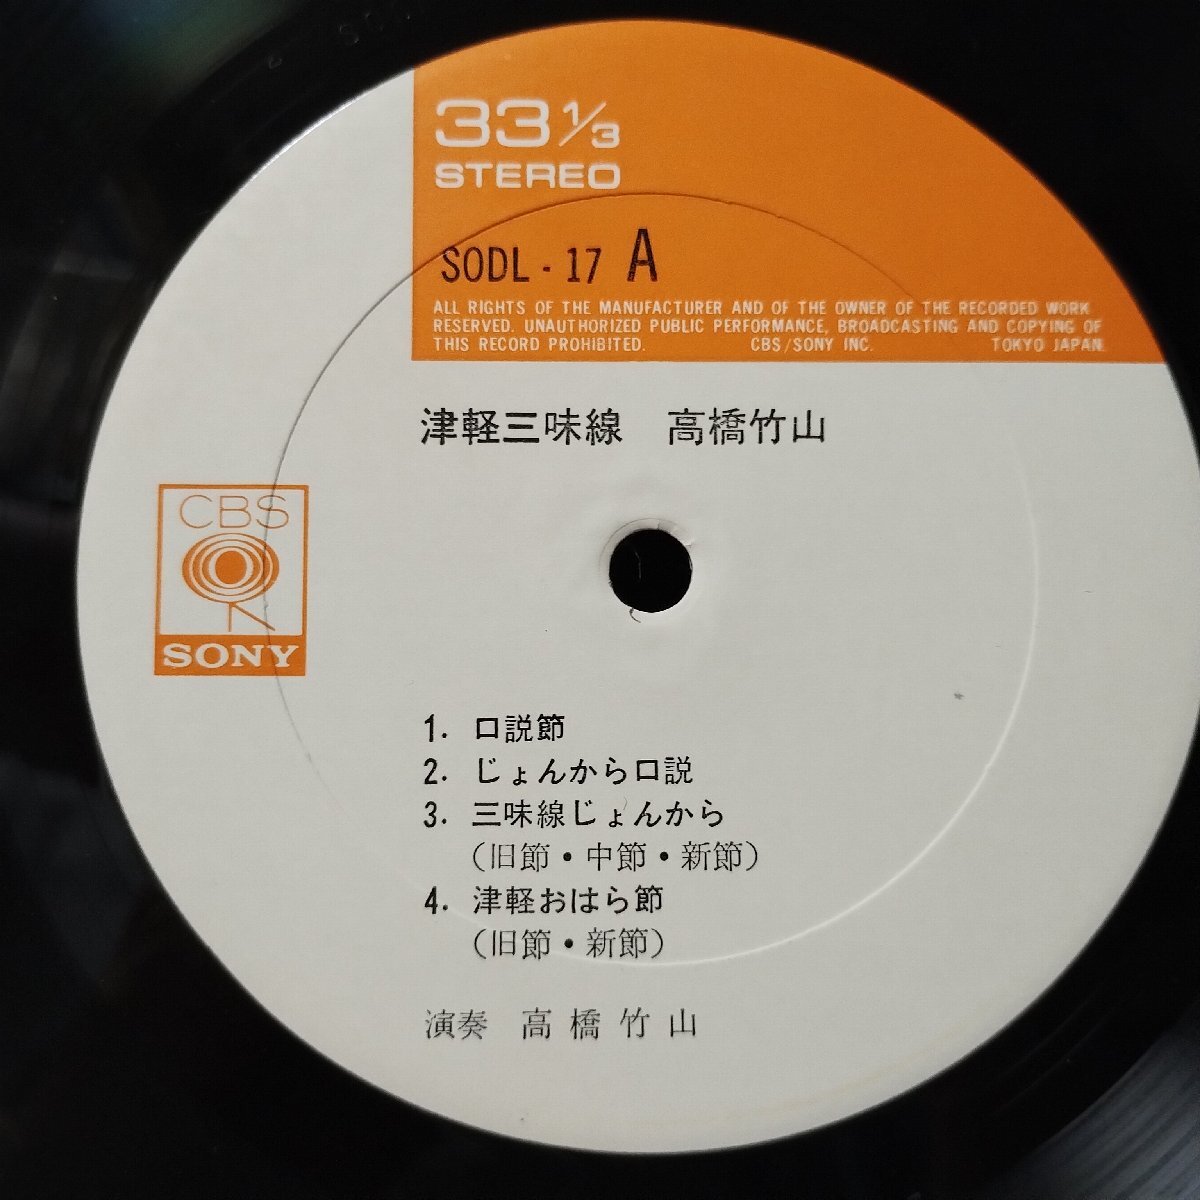 33 1/3
STEREO
SODL - 17 A
ALL RIGHTS OF THE MANUFACTURER AND OF THE OWNER OF THE RECORDED WORK
RESERVED. UNAUTHORIZED PUBLIC PERFORMANCE, BROADCASTING AND COPYING OF
THIS RECORD PROHIBITED. CBS/SONY INC. TOKYO JAPAN.
津軽三味線 高橋竹山
CBS
SONY
1. 口説節
2. じょんから口説
3. 三味線じょんから
（旧節・中節・新節）
4. 津軽おはら節
（旧節・新節）
演奏 高橋竹山